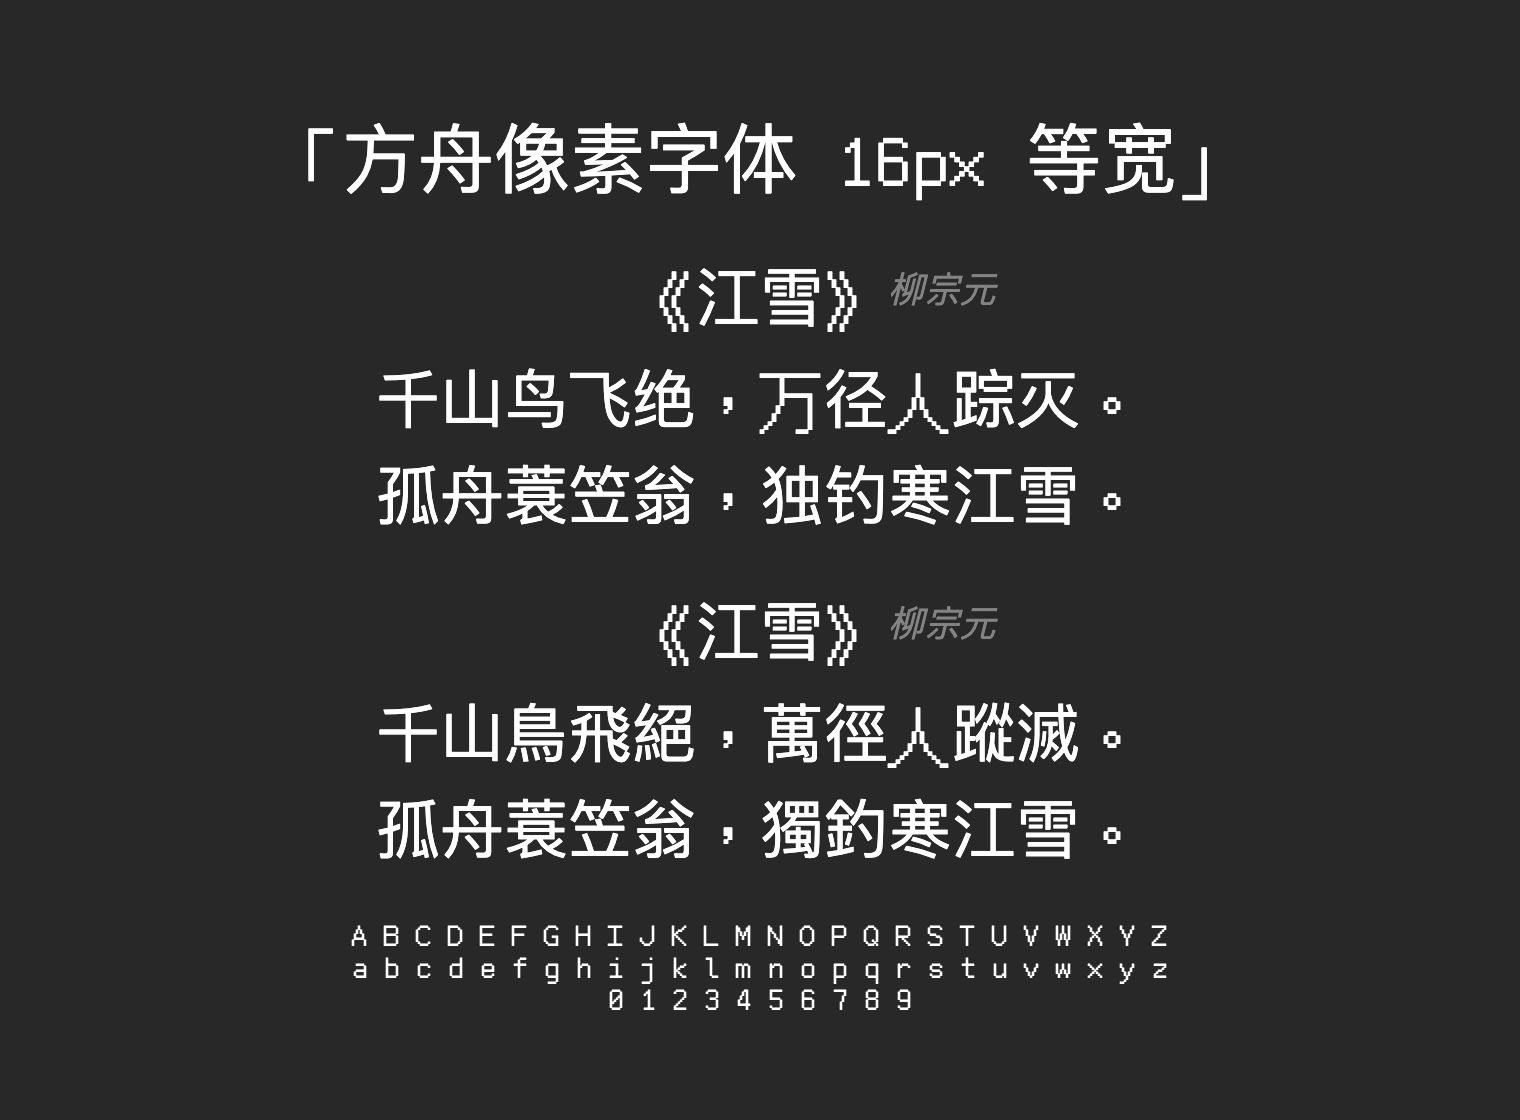 「方舟像素字体 16px 等宽」
《江雪》 柳宗元
千山鸟飞绝，万径人踪灭。
孤舟蓑笠翁，独钓寒江雪。
《江雪》 柳宗元
千山鳥飛絕，萬徑人蹤滅。
孤舟蓑笠翁，獨釣寒江雪。
A B C D E F G H I J K L M N O P Q R S T U V W X Y Z
a b c d e f g h i j k l m n o p q r s t u v w x y z
0 1 2 3 4 5 6 7 8 9